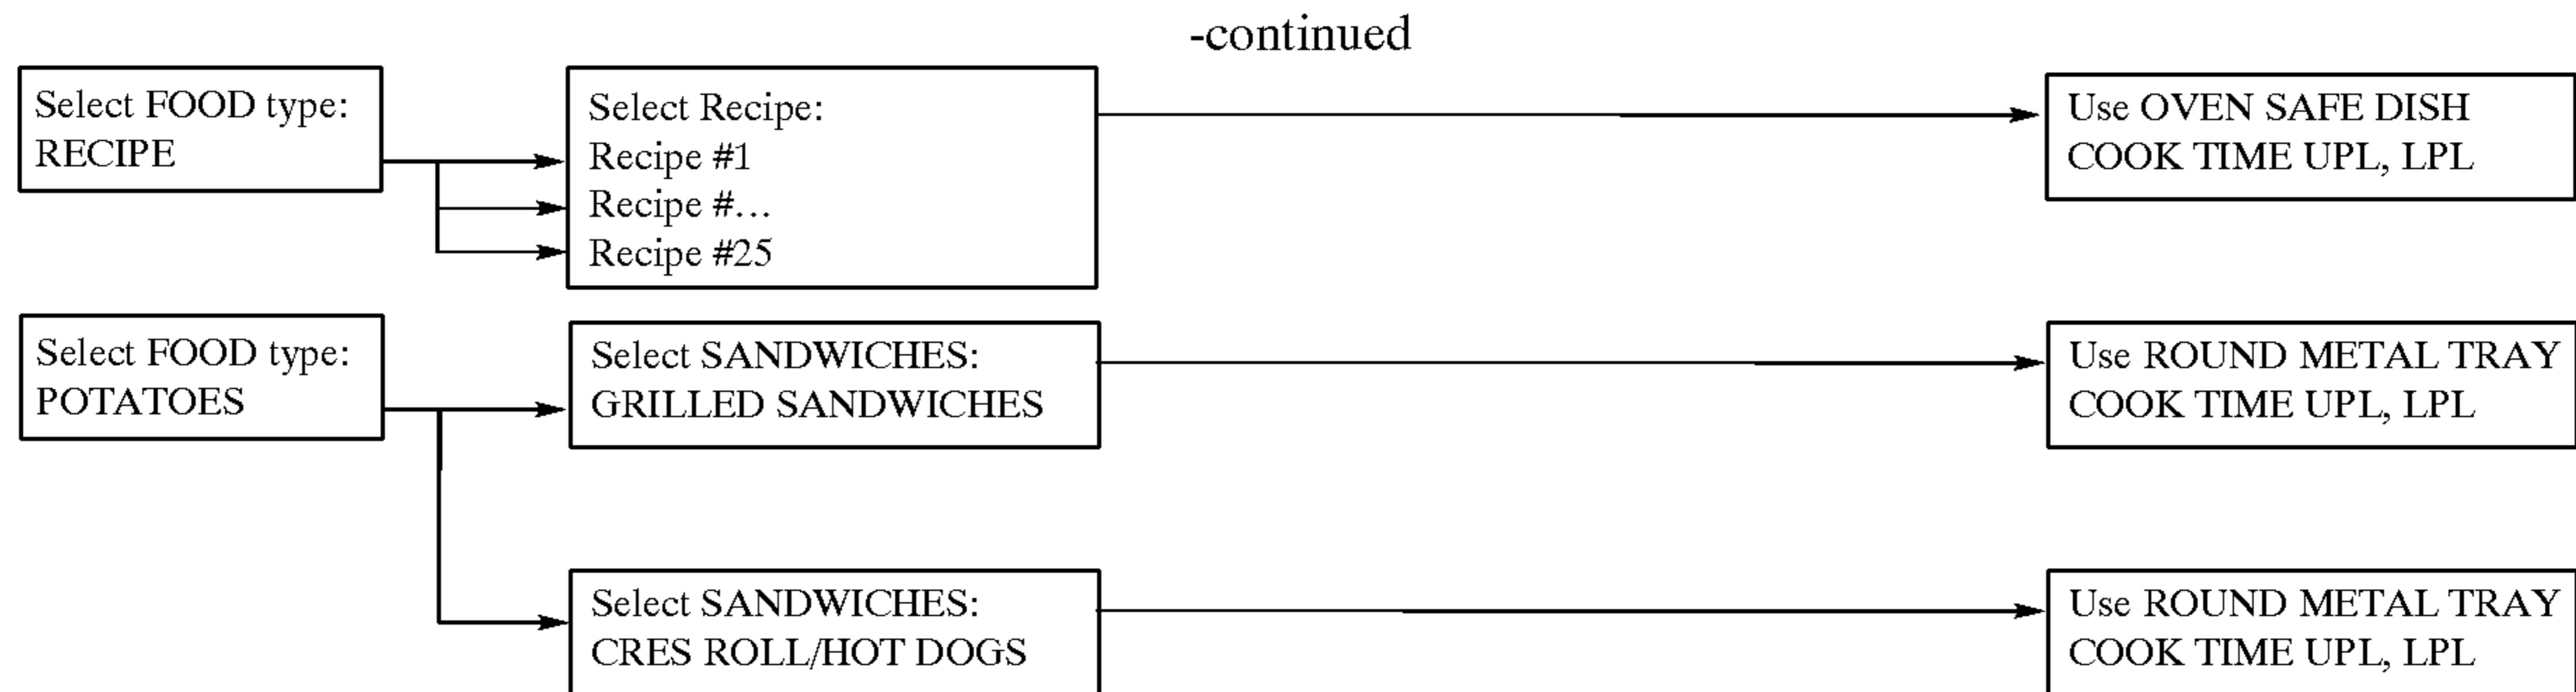 -continued
Select FOOD type:
RECIPE
Select Recipe:
Recipe #1
Recipe #...
Recipe #25
Use OVEN SAFE DISH
COOK TIME UPL, LPL
Select FOOD type:
POTATOES
Select SANDWICHES:
GRILLED SANDWICHES
Use ROUND METAL TRAY
COOK TIME UPL, LPL
Select SANDWICHES:
CRES ROLL/HOT DOGS
Use ROUND METAL TRAY
COOK TIME UPL, LPL